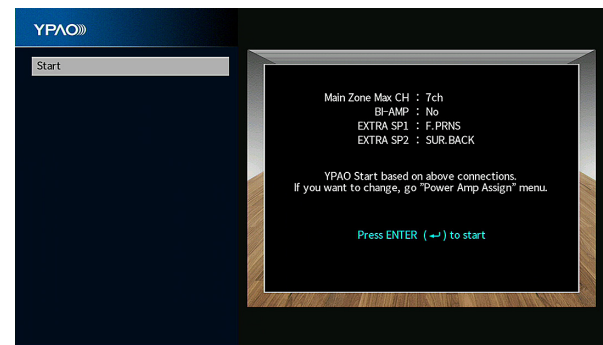 YPAO
Start
Main Zone Max CH : 7ch
BI-AMP : No
EXTRA SP1 : F.PRNS
EXTRA SP2 : SUR.BACK
YPAO Start based on above connections.
If you want to change, go "Power Amp Assign" menu.
Press ENTER (↵) to start